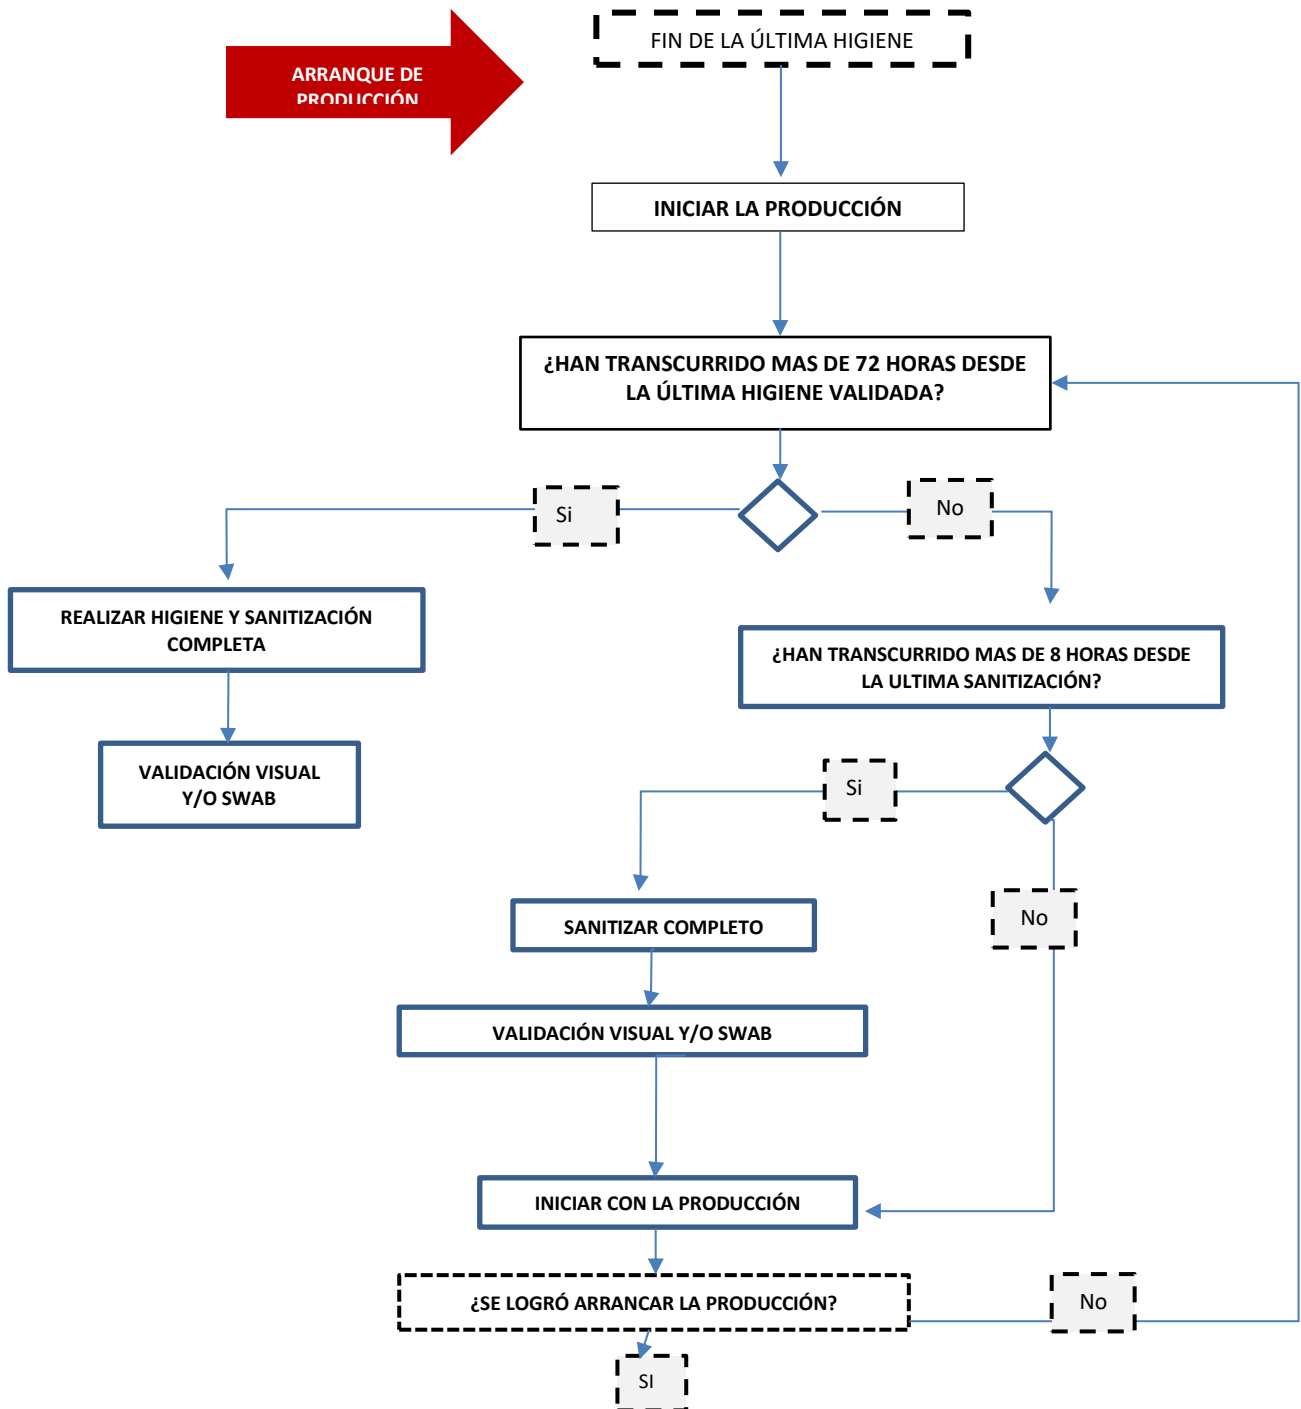 FIN DE LA ÚLTIMA HIGIENE
ARRANQUE DE
PRODUCCIÓN
INICIAR LA PRODUCCIÓN
¿HAN TRANSCURRIDO MAS DE 72 HORAS DESDE
LA ÚLTIMA HIGIENE VALIDADA?
Si
No
REALIZAR HIGIENE Y SANITIZACIÓN
COMPLETA
¿HAN TRANSCURRIDO MAS DE 8 HORAS DESDE
LA ULTIMA SANITIZACIÓN?
VALIDACIÓN VISUAL
Y/O SWAB
Si
No
SANITIZAR COMPLETO
VALIDACIÓN VISUAL Y/O SWAB
INICIAR CON LA PRODUCCIÓN
¿SE LOGRÓ ARRANCAR LA PRODUCCIÓN?
No
SI